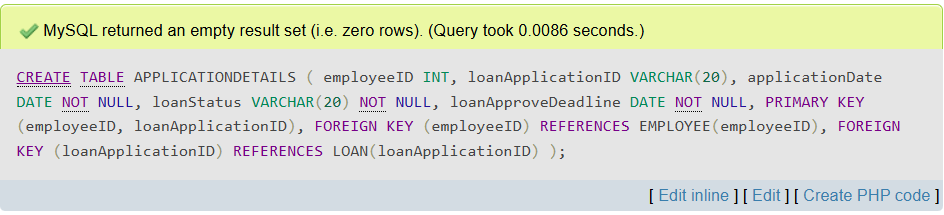 MySQL returned an empty result set (i.e. zero rows). (Query took 0.0086 seconds.)
CREATE TABLE APPLICATIONDETAILS ( employeeID INT, loanApplicationID VARCHAR(20), applicationDate
DATE NOT NULL, loanStatus VARCHAR(20) NOT NULL, loanApproveDeadline DATE NOT NULL, PRIMARY KEY
(employeeID, loanApplicationID), FOREIGN KEY (employeeID) REFERENCES EMPLOYEE(employeeID), FOREIGN
KEY (loanApplicationID) REFERENCES LOAN(loanApplicationID) );
[ Edit inline ] [ Edit ] [ Create PHP code ]